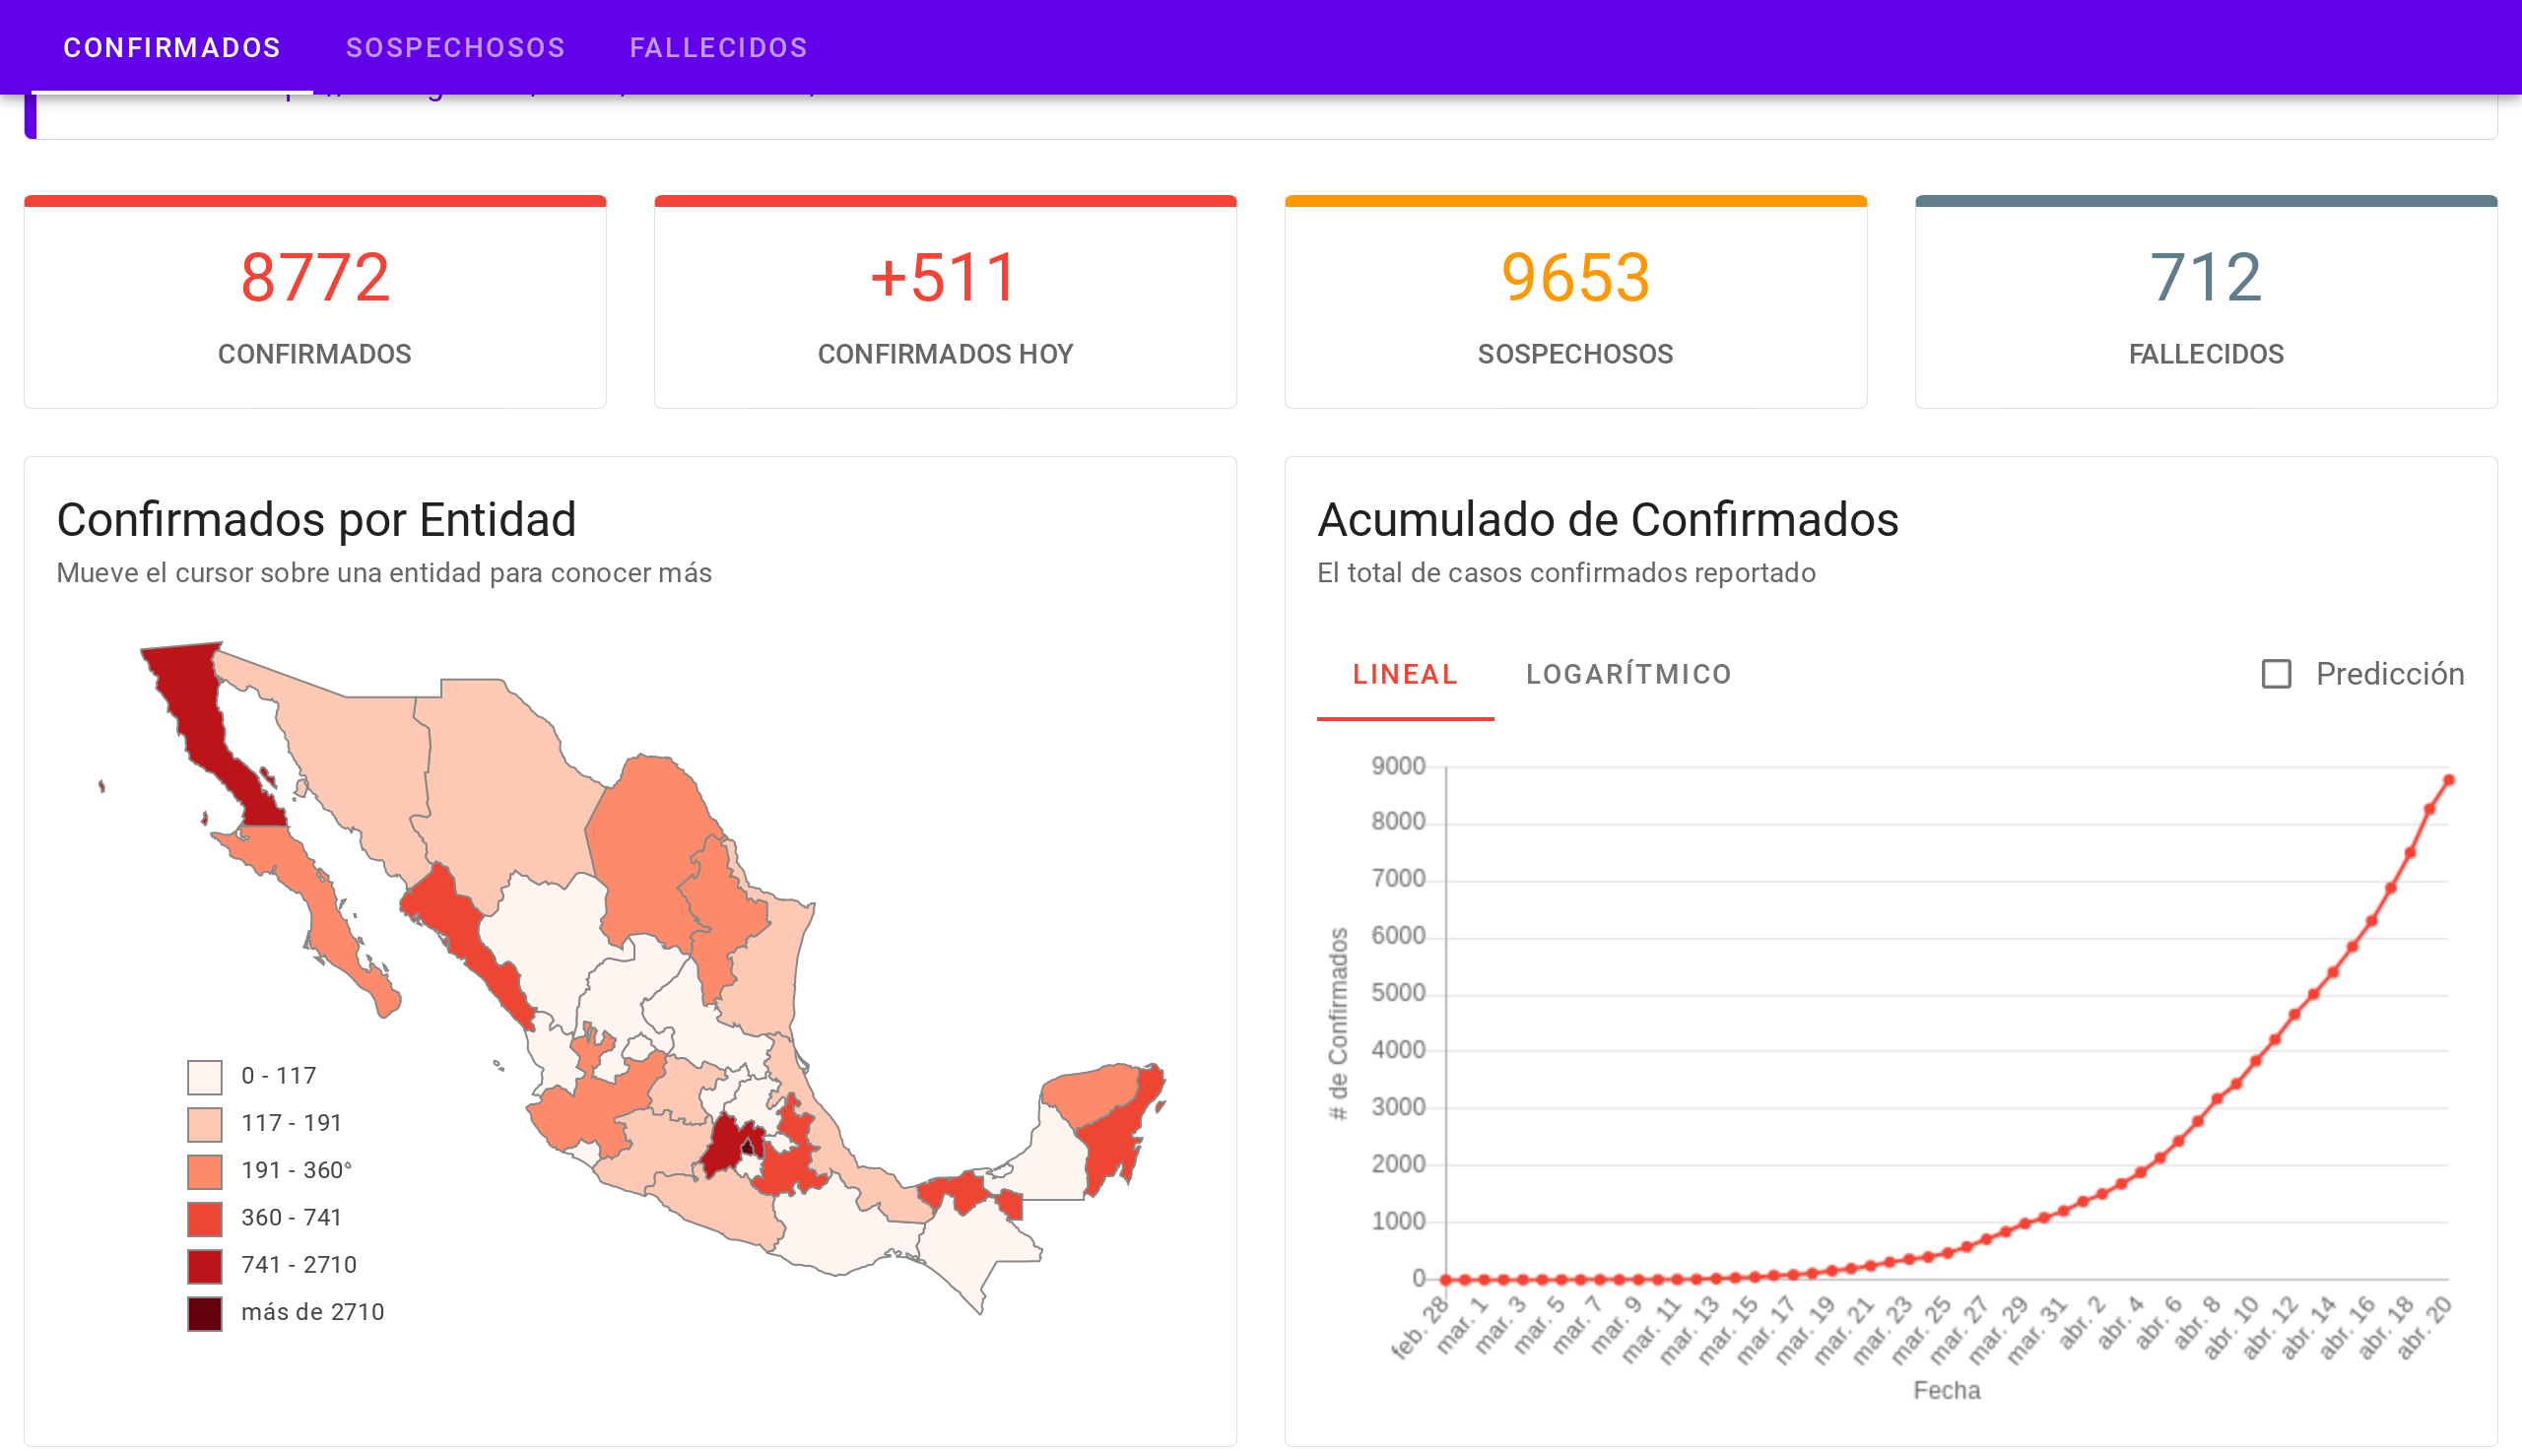 CONFIRMADOS SOSPECHOSOS FALLECIDOS
8772
CONFIRMADOS
+511
CONFIRMADOS HOY
9653
SOSPECHOSOS
712
FALLECIDOS
Confirmados por Entidad
Mueve el cursor sobre una entidad para conocer más
0 - 117
117 - 191
191 - 360°
360 - 741
741 - 2710
más de 2710
Acumulado de Confirmados
El total de casos confirmados reportado
LINEAL LOGARÍTMICO Predicción
# de Confirmados
9000
8000
7000
6000
5000
4000
3000
2000
1000
0
feb. 28
mar. 1
mar. 3
mar. 5
mar. 7
mar. 9
mar. 11
mar. 13
mar. 15
mar. 17
mar. 19
mar. 21
mar. 23
mar. 25
mar. 27
mar. 29
mar. 31
abr. 2
abr. 4
abr. 6
abr. 8
abr. 10
abr. 12
abr. 14
abr. 16
abr. 18
abr. 20
Fecha